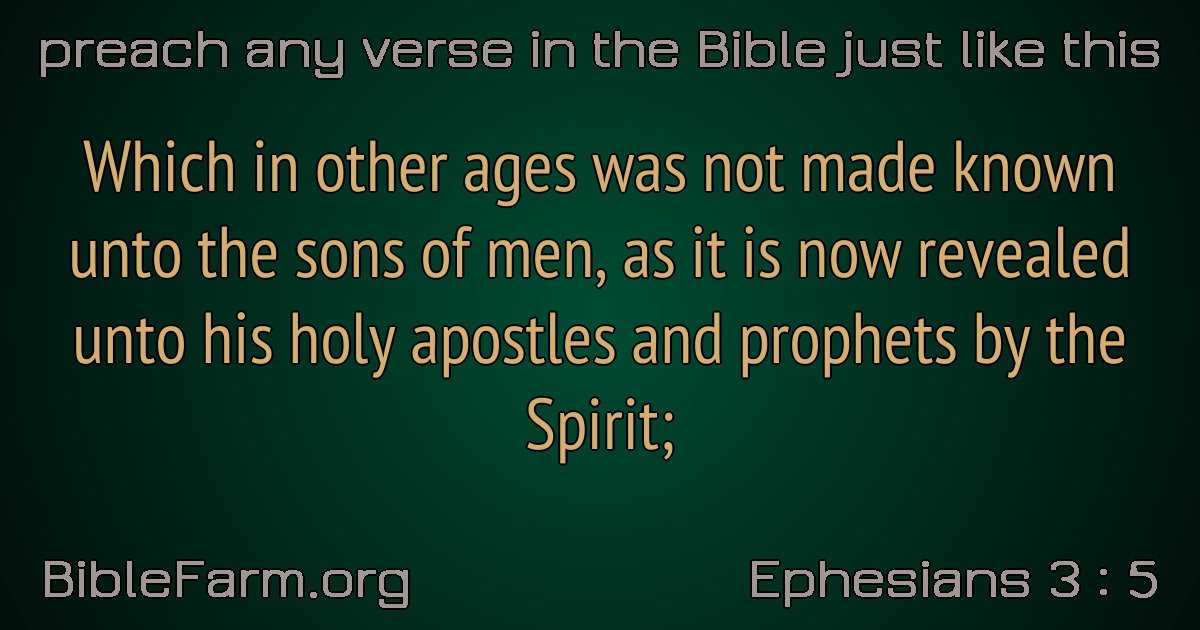 preach any verse in the Bible just like this
Which in other ages was not made known
unto the sons of men, as it is now revealed
unto his holy apostles and prophets by the
Spirit;
BibleFarm.org
Ephesians 3 : 5